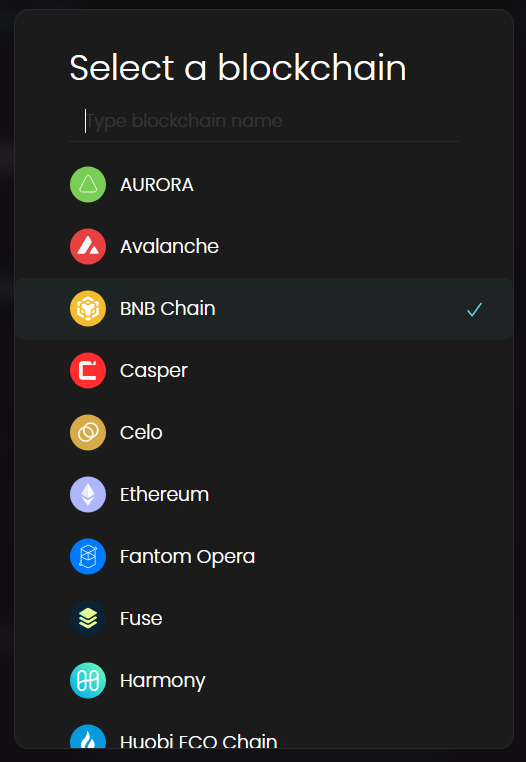 Select a blockchain
Type blockchain name
AURORA
Avalanche
BNB Chain
Casper
Celo
Ethereum
Fantom Opera
Fuse
Harmony
Huobi ECO Chain